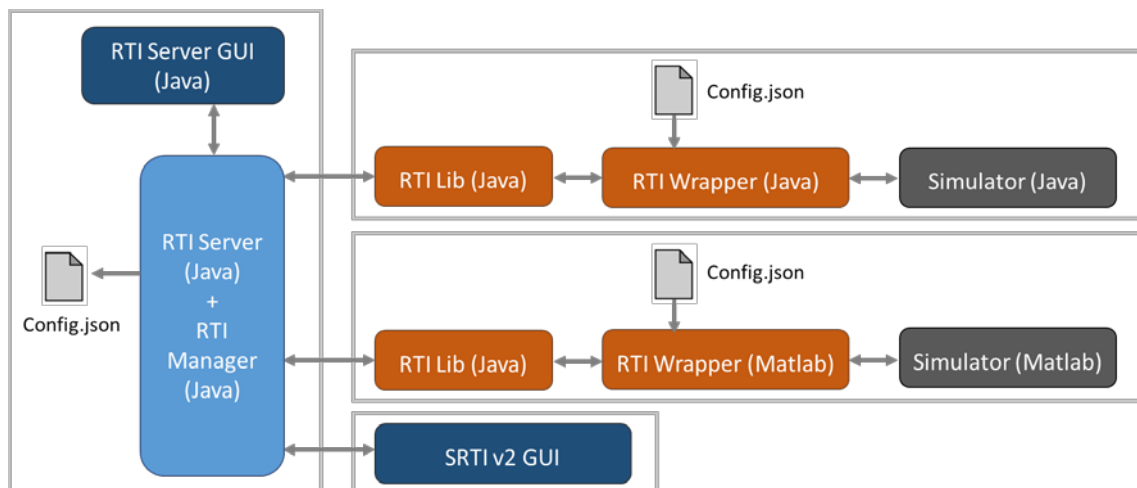 RTI Server GUI
(Java)
RTI Server
(Java)
+
RTI
Manager
(Java)
Config.json
Config.json
RTI Lib (Java)
RTI Wrapper (Java)
Simulator (Java)
Config.json
RTI Lib (Java)
RTI Wrapper (Matlab)
Simulator (Matlab)
SRTI v2 GUI